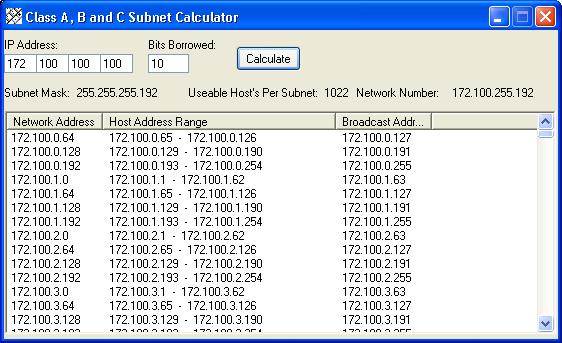 Class A, B and C Subnet Calculator
IP Address: Bits Borrowed:
172 100 100 100 10 Calculate
Subnet Mask: 255.255.255.192 Useable Host's Per Subnet: 1022 Network Number: 172.100.255.192
Network Address Host Address Range Broadcast Addr...
172.100.0.64 172.100.0.65 - 172.100.0.126 172.100.0.127
172.100.0.128 172.100.0.129 - 172.100.0.190 172.100.0.191
172.100.0.192 172.100.0.193 - 172.100.0.254 172.100.0.255
172.100.1.0 172.100.1.1 - 172.100.1.62 172.100.1.63
172.100.1.64 172.100.1.65 - 172.100.1.126 172.100.1.127
172.100.1.128 172.100.1.129 - 172.100.1.190 172.100.1.191
172.100.1.192 172.100.1.193 - 172.100.1.254 172.100.1.255
172.100.2.0 172.100.2.1 - 172.100.2.62 172.100.2.63
172.100.2.64 172.100.2.65 - 172.100.2.126 172.100.2.127
172.100.2.128 172.100.2.129 - 172.100.2.190 172.100.2.191
172.100.2.192 172.100.2.193 - 172.100.2.254 172.100.2.255
172.100.3.0 172.100.3.1 - 172.100.3.62 172.100.3.63
172.100.3.64 172.100.3.65 - 172.100.3.126 172.100.3.127
172.100.3.128 172.100.3.129 - 172.100.3.190 172.100.3.191